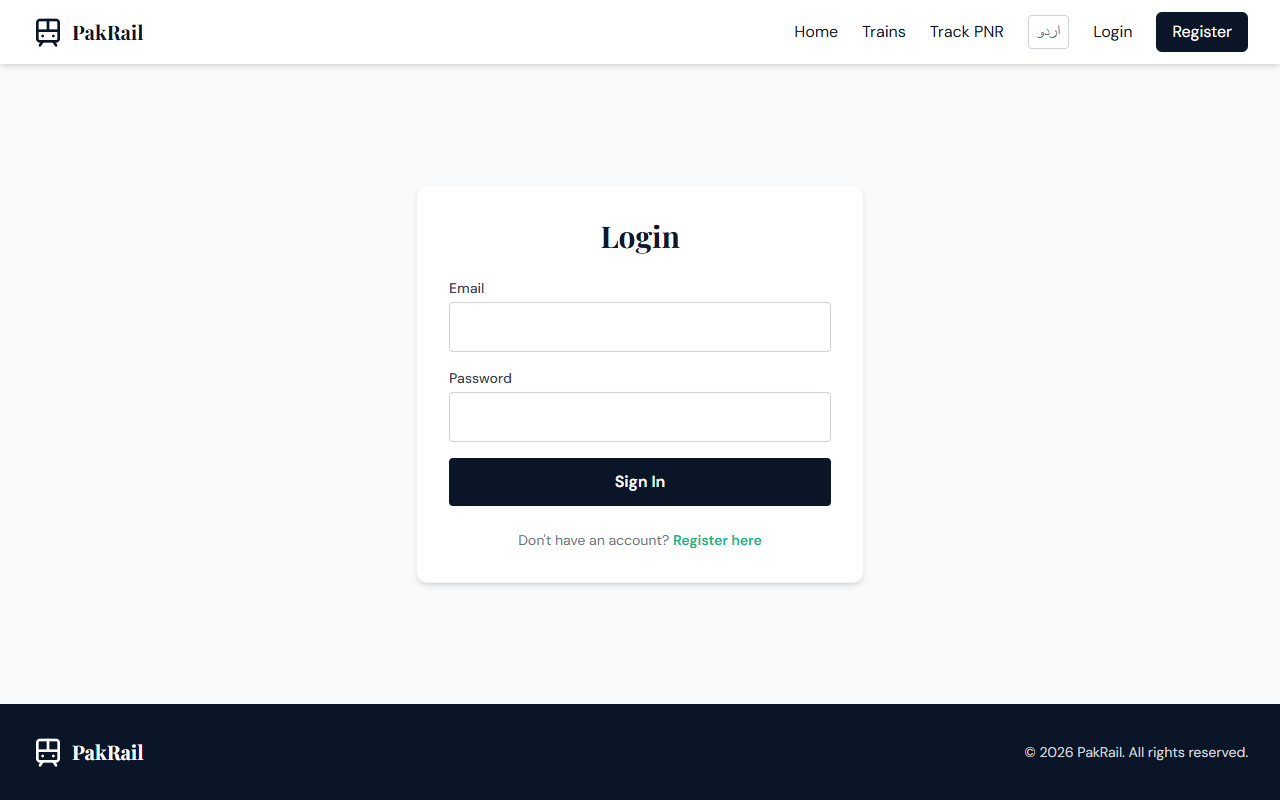 PakRail
Home
Trains
Track PNR
اردو
Login
Register
Login
Email
Password
Sign In
Don't have an account? Register here
PakRail
© 2026 PakRail. All rights reserved.